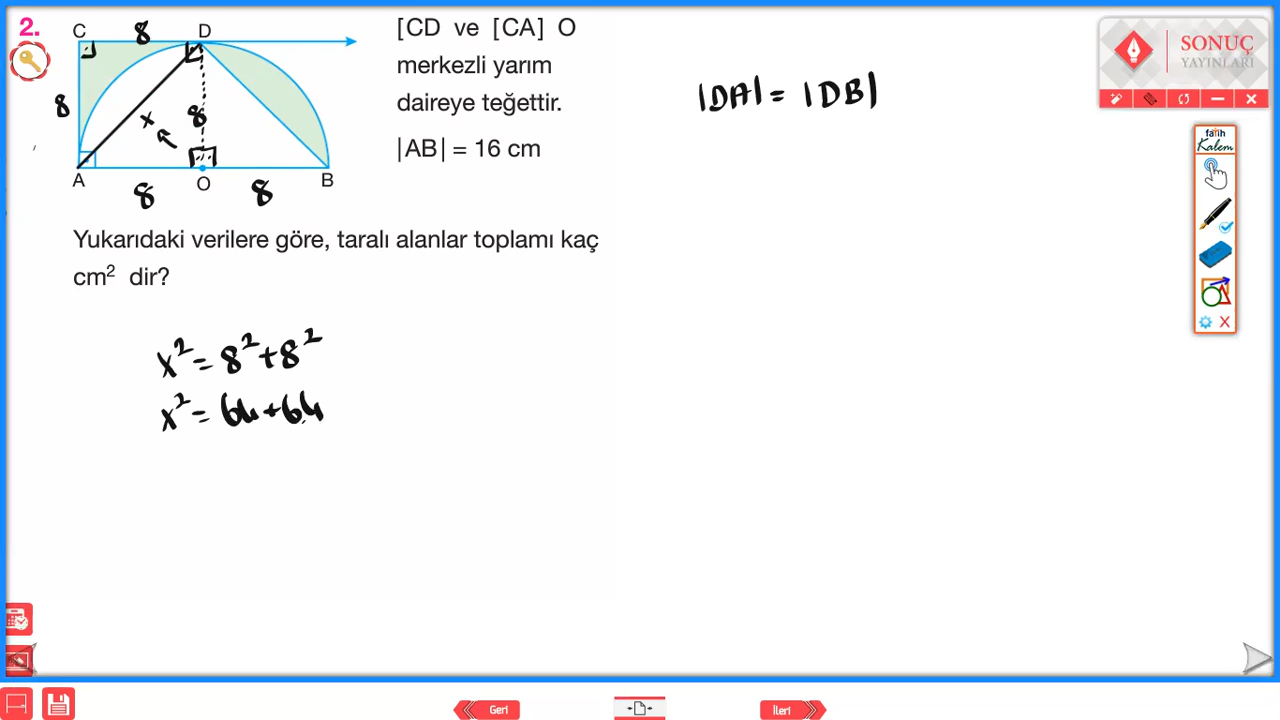 2.
C 8 D
8
x
8
A O B
8 8
[CD ve [CA] O
merkezli yarım
daireye teğettir.
|AB| = 16 cm
Yukarıdaki verilere göre, taralı alanlar toplamı kaç
cm² dir?
x² = 8² + 8²
x² = 64 + 64
|DA| = |DB|
SONUÇ
YAYINLARI
fatih
Kalem
Geri
İleri